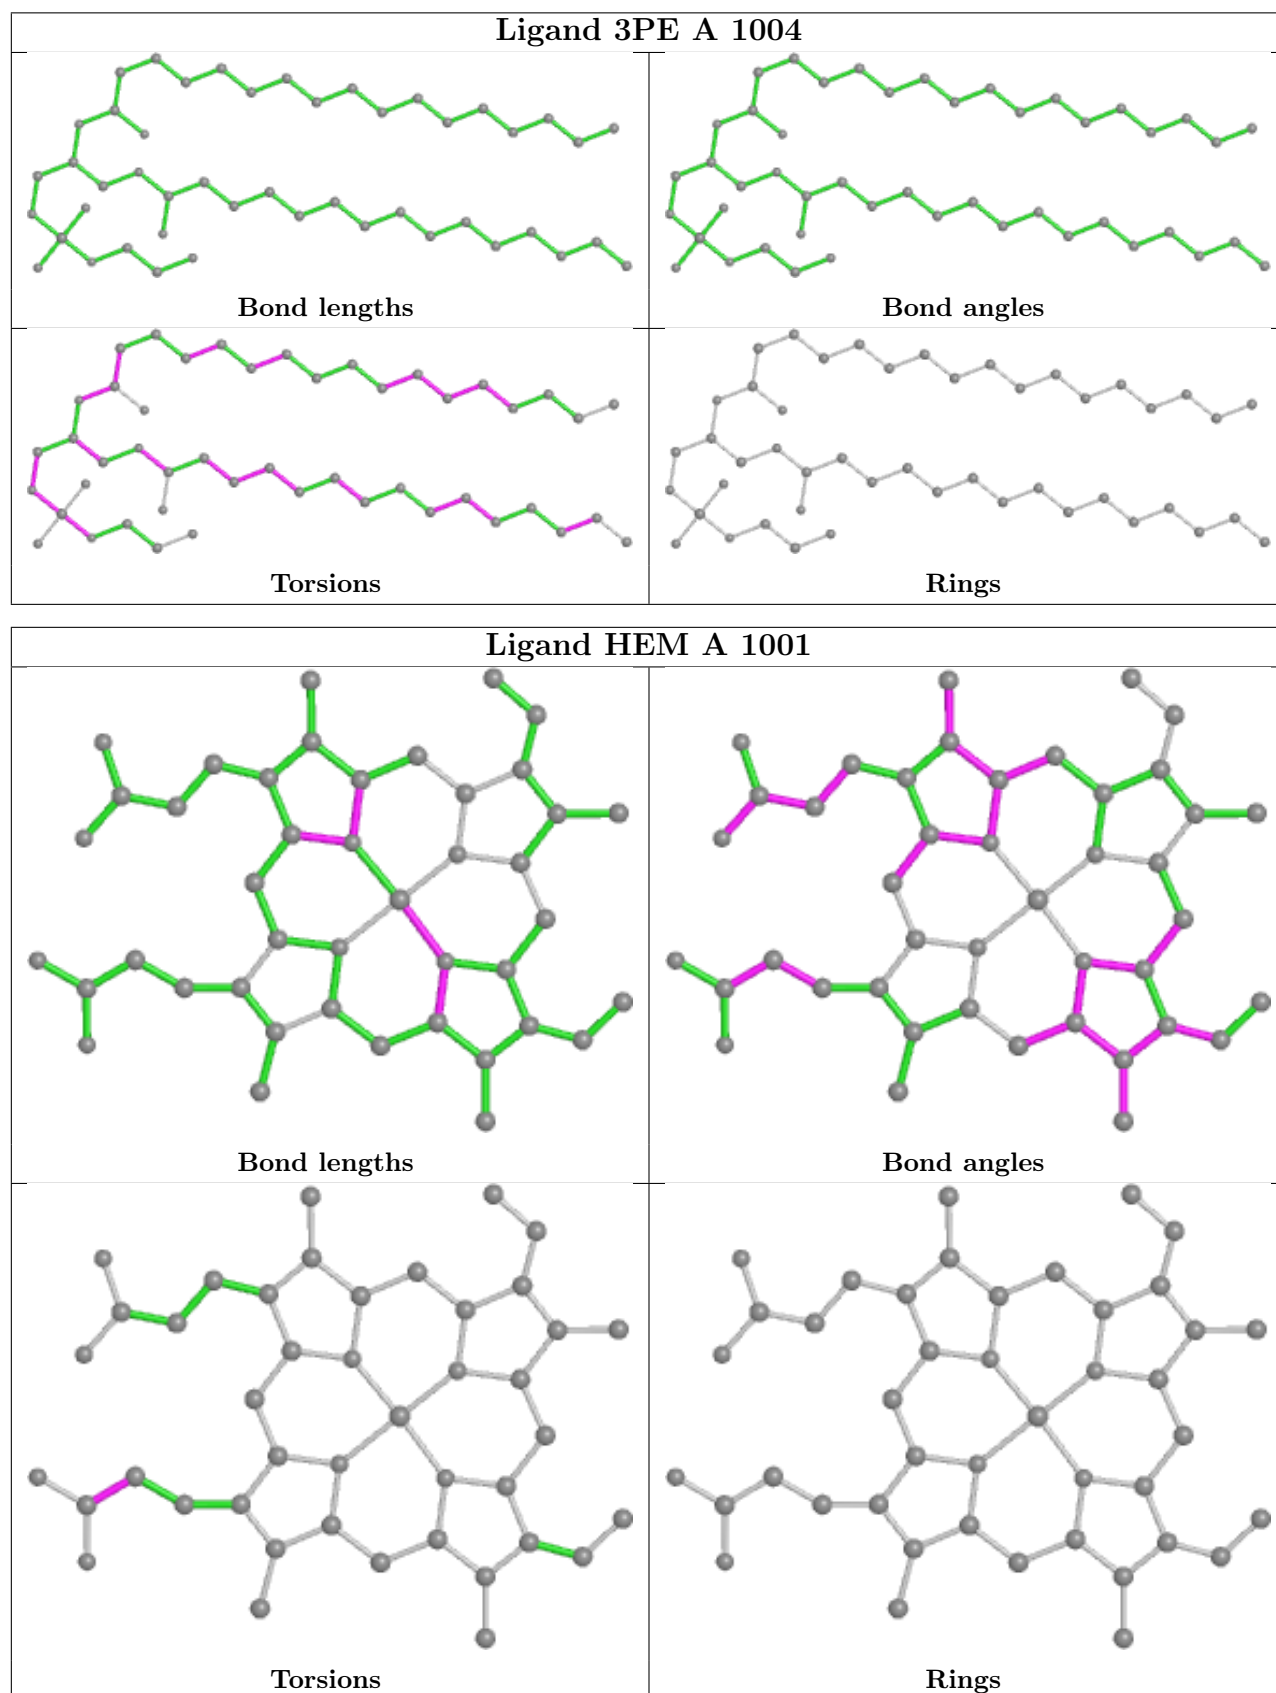 Ligand 3PE A 1004
Bond lengths
Bond angles
Torsions
Rings
Ligand HEM A 1001
Bond lengths
Bond angles
Torsions
Rings